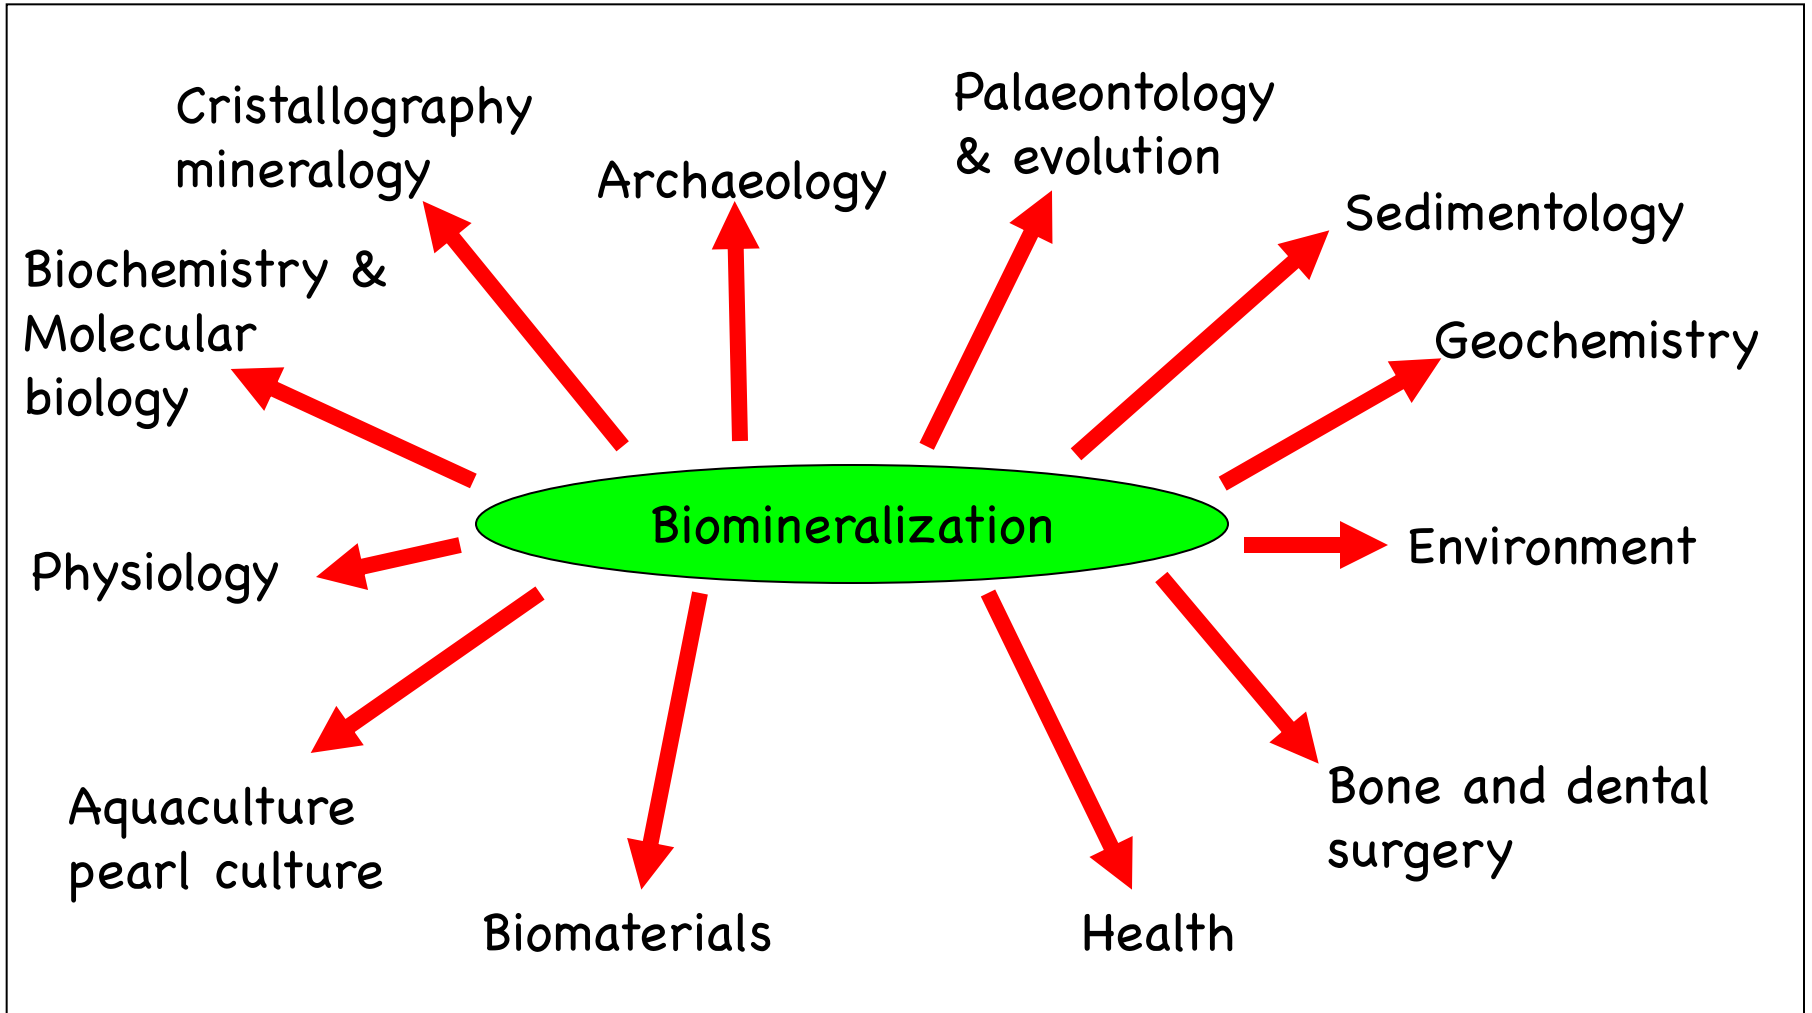 Cristallography
mineralogy
Archaeology
Palaeontology
& evolution
Sedimentology
Biochemistry &
Molecular
biology
Geochemistry
Biomineralization
Environment
Physiology
Aquaculture
pearl culture
Bone and dental
surgery
Biomaterials
Health